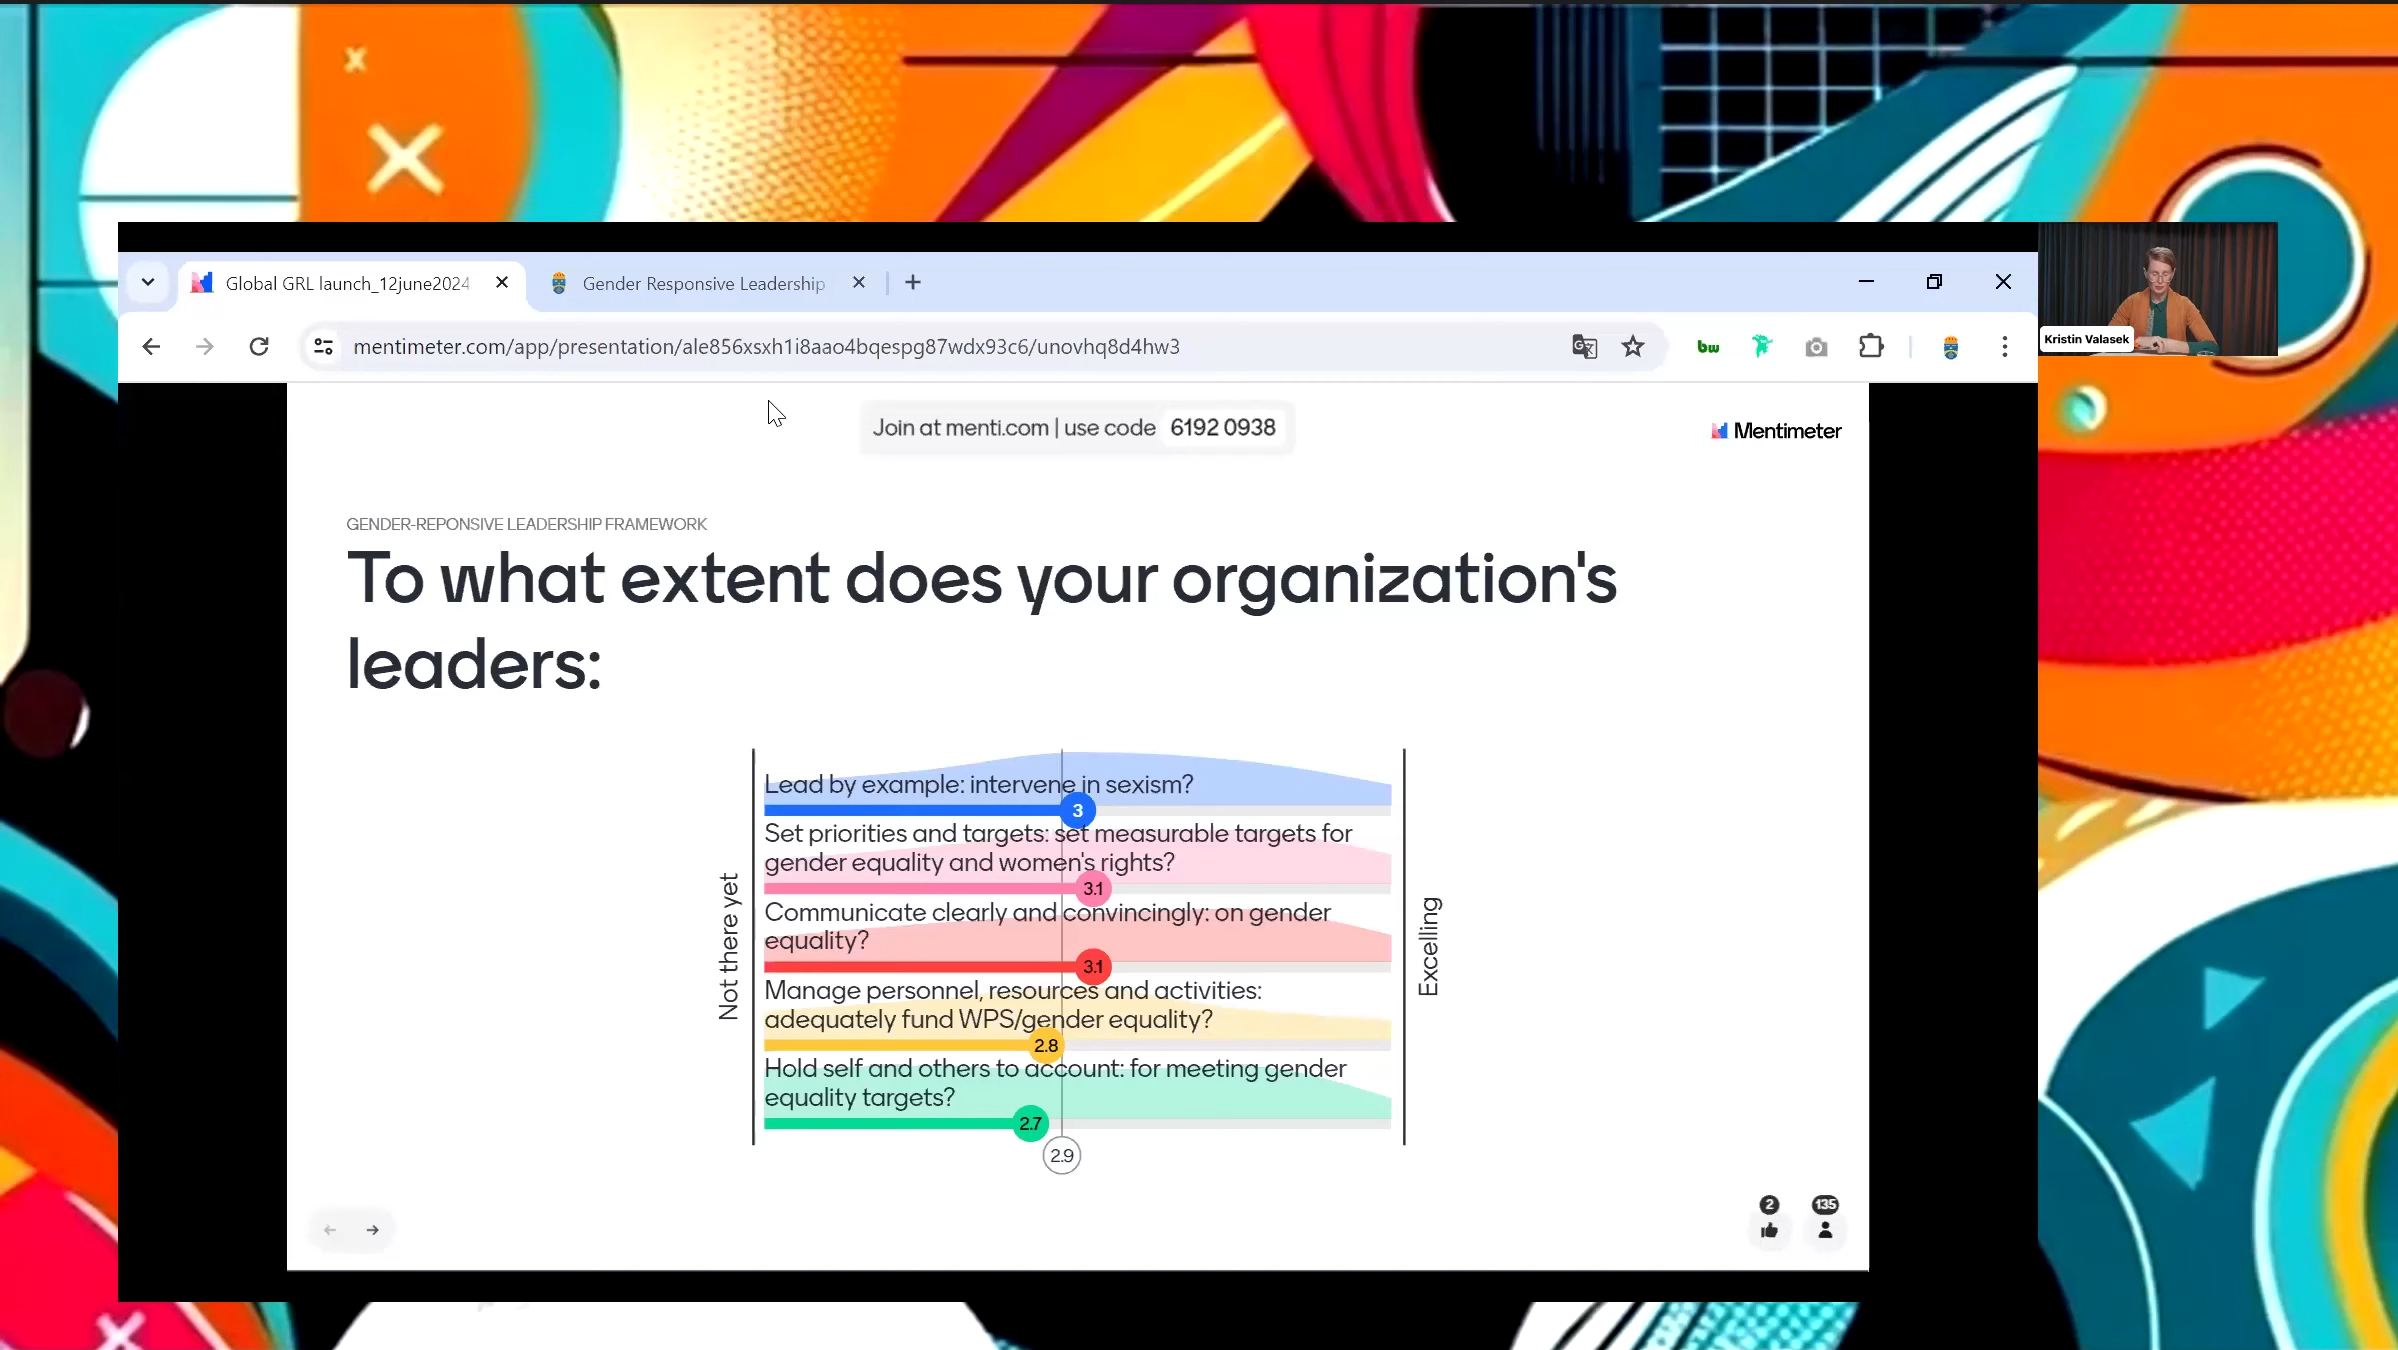 Global GRL launch_12june2024
Gender Responsive Leadership
mentimeter.com/app/presentation/ale856xsxh1i8aao4bqespg87wdx93c6/unovhq8d4hw3
bw
Kristin Valasek
Join at menti.com | use code 6192 0938
Mentimeter
GENDER-REPONSIVE LEADERSHIP FRAMEWORK
To what extent does your organization's
leaders:
Not there yet
Lead by example: intervene in sexism?
3
Set priorities and targets: set measurable targets for
gender equality and women's rights?
3.1
Communicate clearly and convincingly: on gender
equality?
3.1
Manage personnel, resources and activities:
adequately fund WPS/gender equality?
2.8
Hold self and others to account: for meeting gender
equality targets?
2.7
2.9
Excelling
2
135